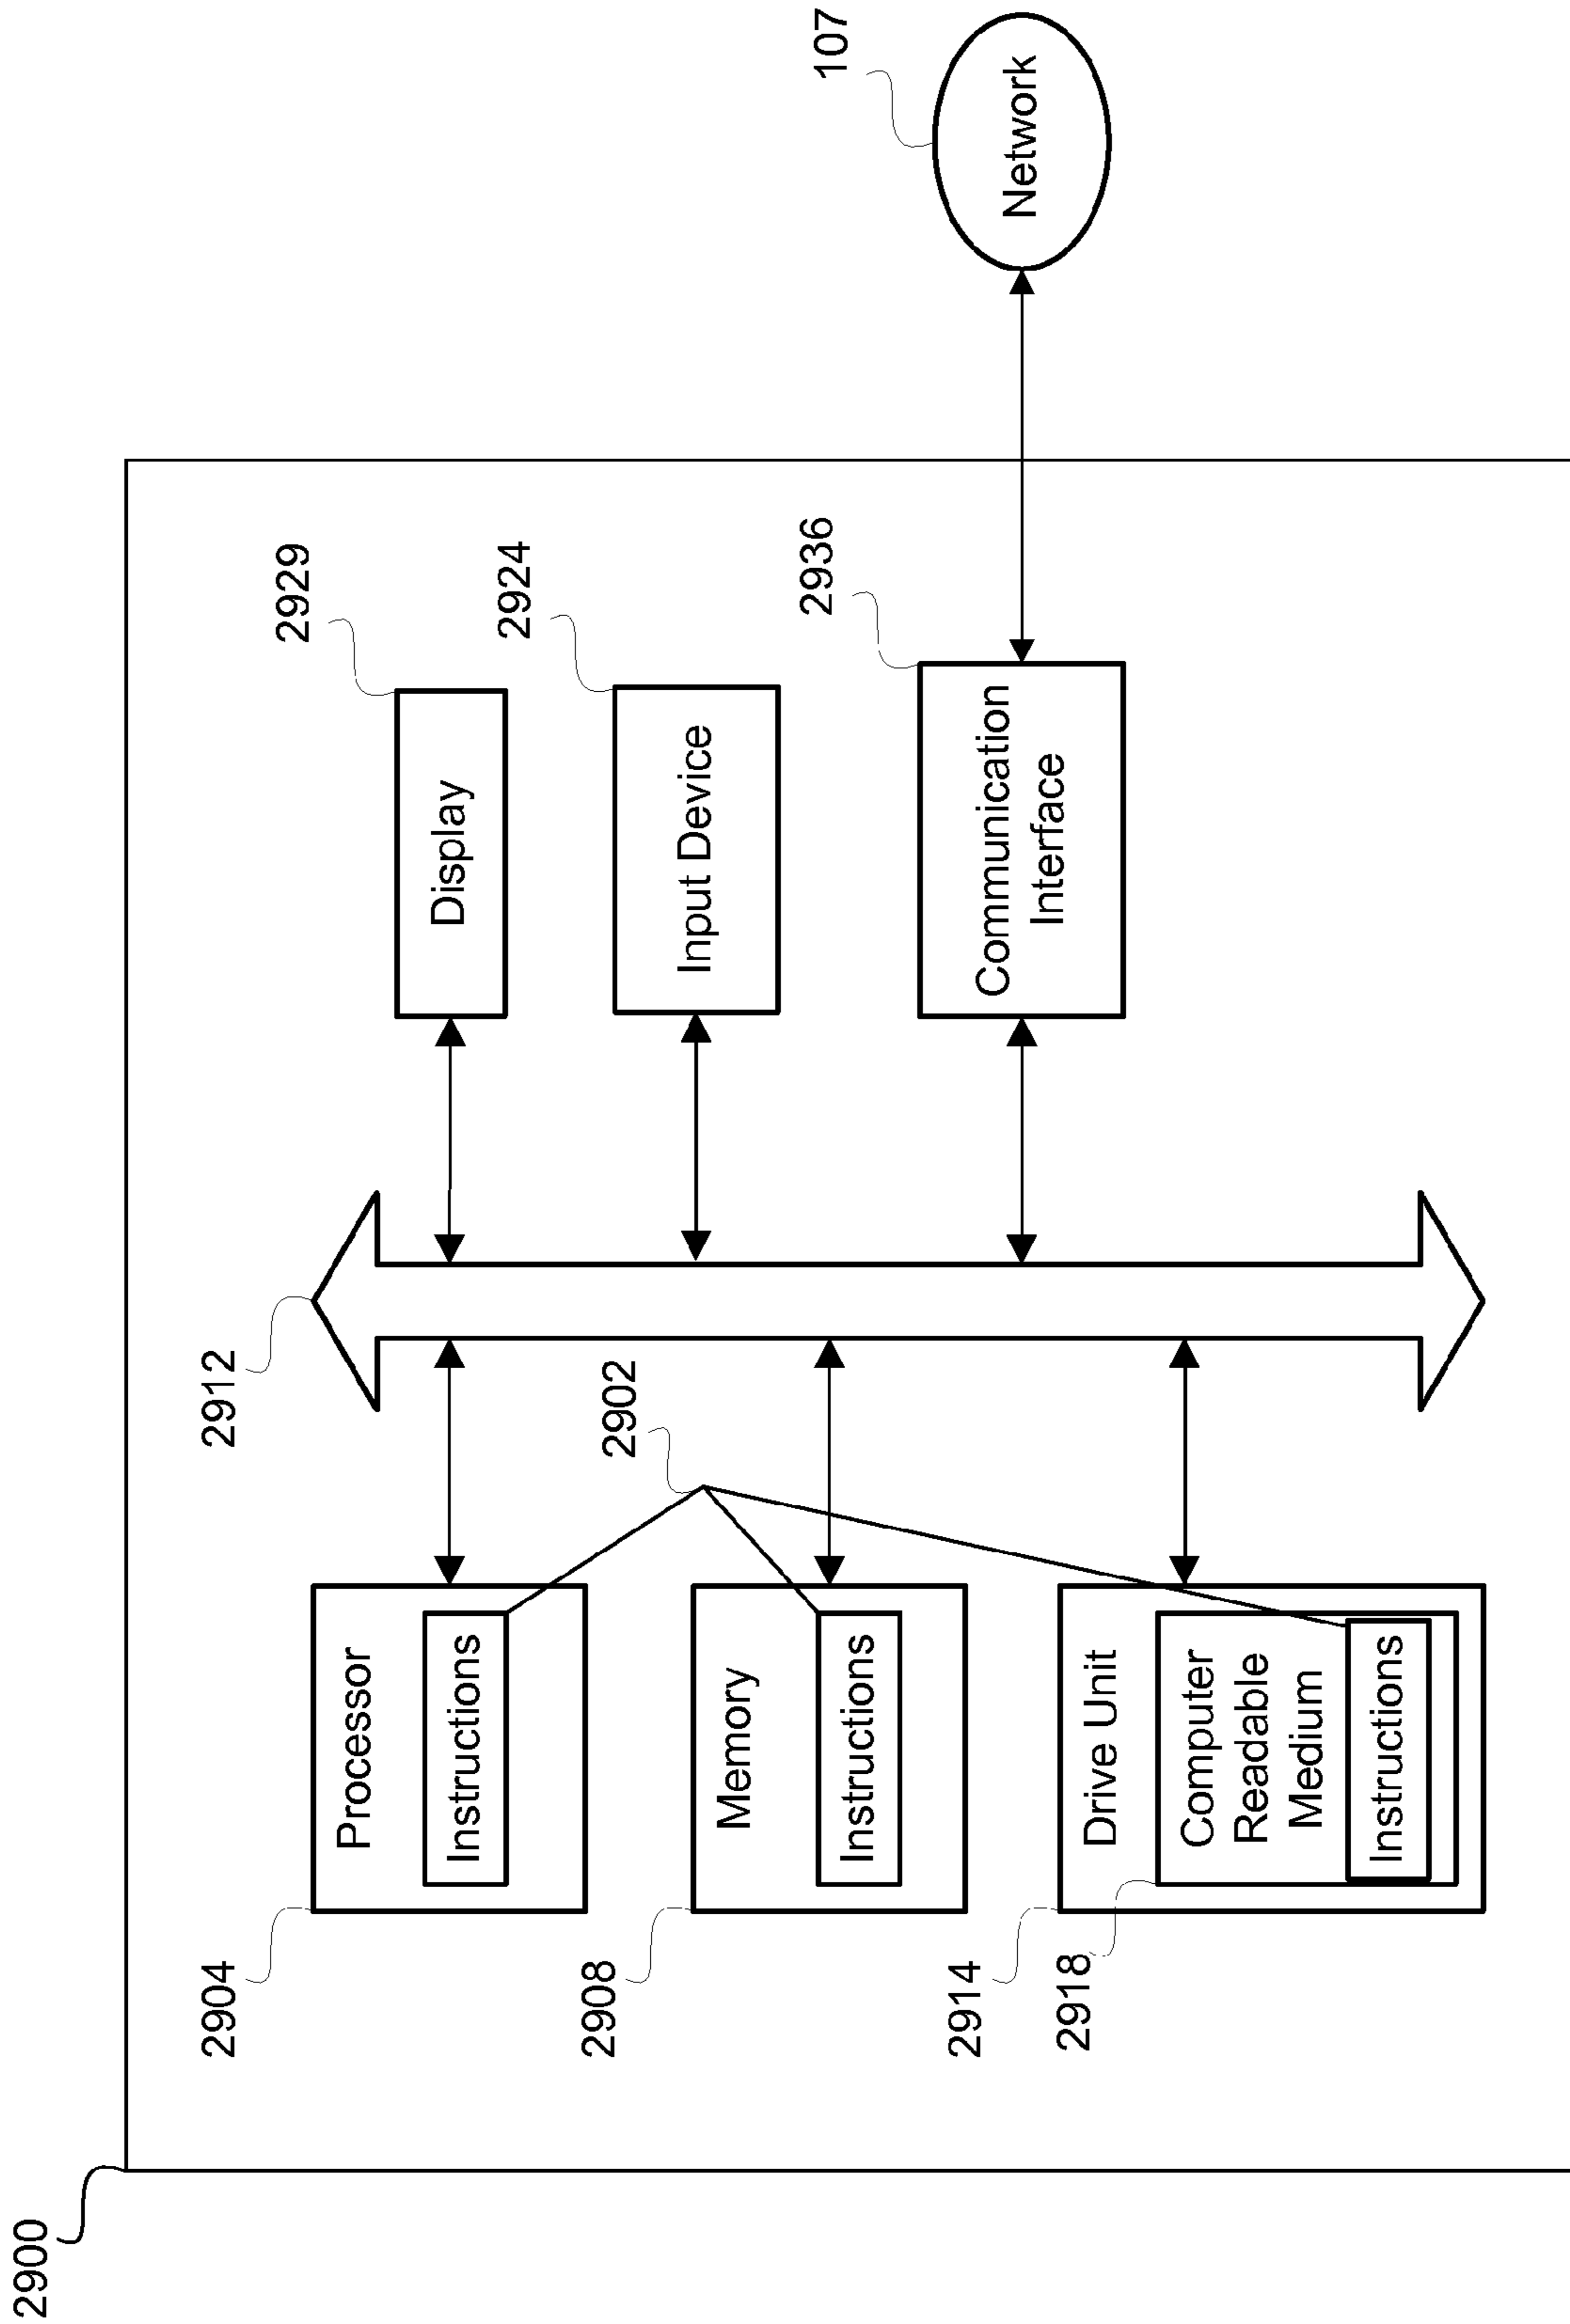 2900
2912
2929
2904
Processor
Instructions
Display
2902
2924
2908
Memory
Instructions
Input Device
2936
107
2914
2918
Drive Unit
Computer
Readable
Medium
Instructions
Communication
Interface
Network